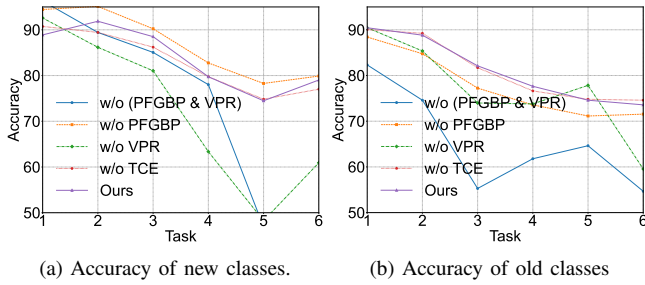 90
80
70
60
50
Accuracy
w/o (PFGBP & VPR)
w/o PFGBP
w/o VPR
w/o TCE
Ours
1 2 3 4 5 6
Task
(a) Accuracy of new classes.
90
80
70
60
50
Accuracy
w/o (PFGBP & VPR)
w/o PFGBP
w/o VPR
w/o TCE
Ours
1 2 3 4 5 6
Task
(b) Accuracy of old classes